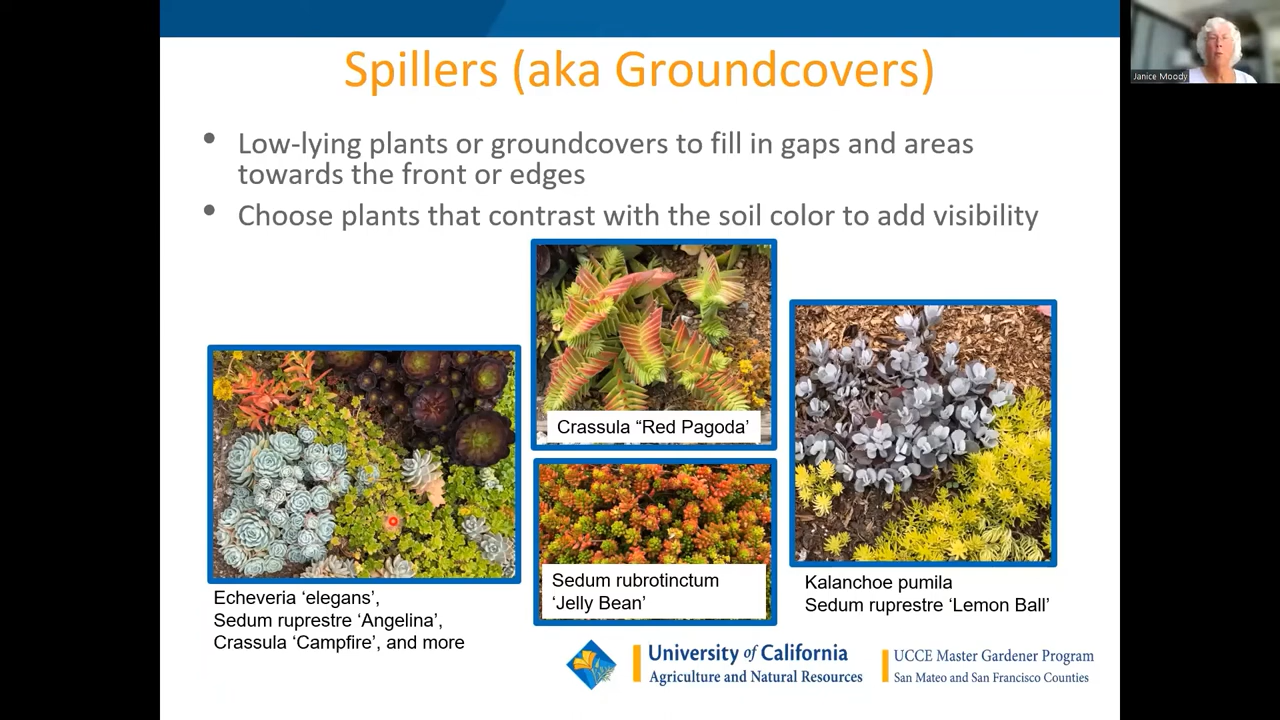 Spillers (aka Groundcovers)
Janice Moody
• Low-lying plants or groundcovers to fill in gaps and areas
towards the front or edges
• Choose plants that contrast with the soil color to add visibility
Crassula “Red Pagoda’
Sedum rubrotinctum
‘Jelly Bean’
Echeveria ‘elegans’,
Sedum ruprestre ‘Angelina’,
Crassula ‘Campfire’, and more
Kalanchoe pumila
Sedum ruprestre ‘Lemon Ball’
University of California
Agriculture and Natural Resources
UCCE Master Gardener Program
San Mateo and San Francisco Counties